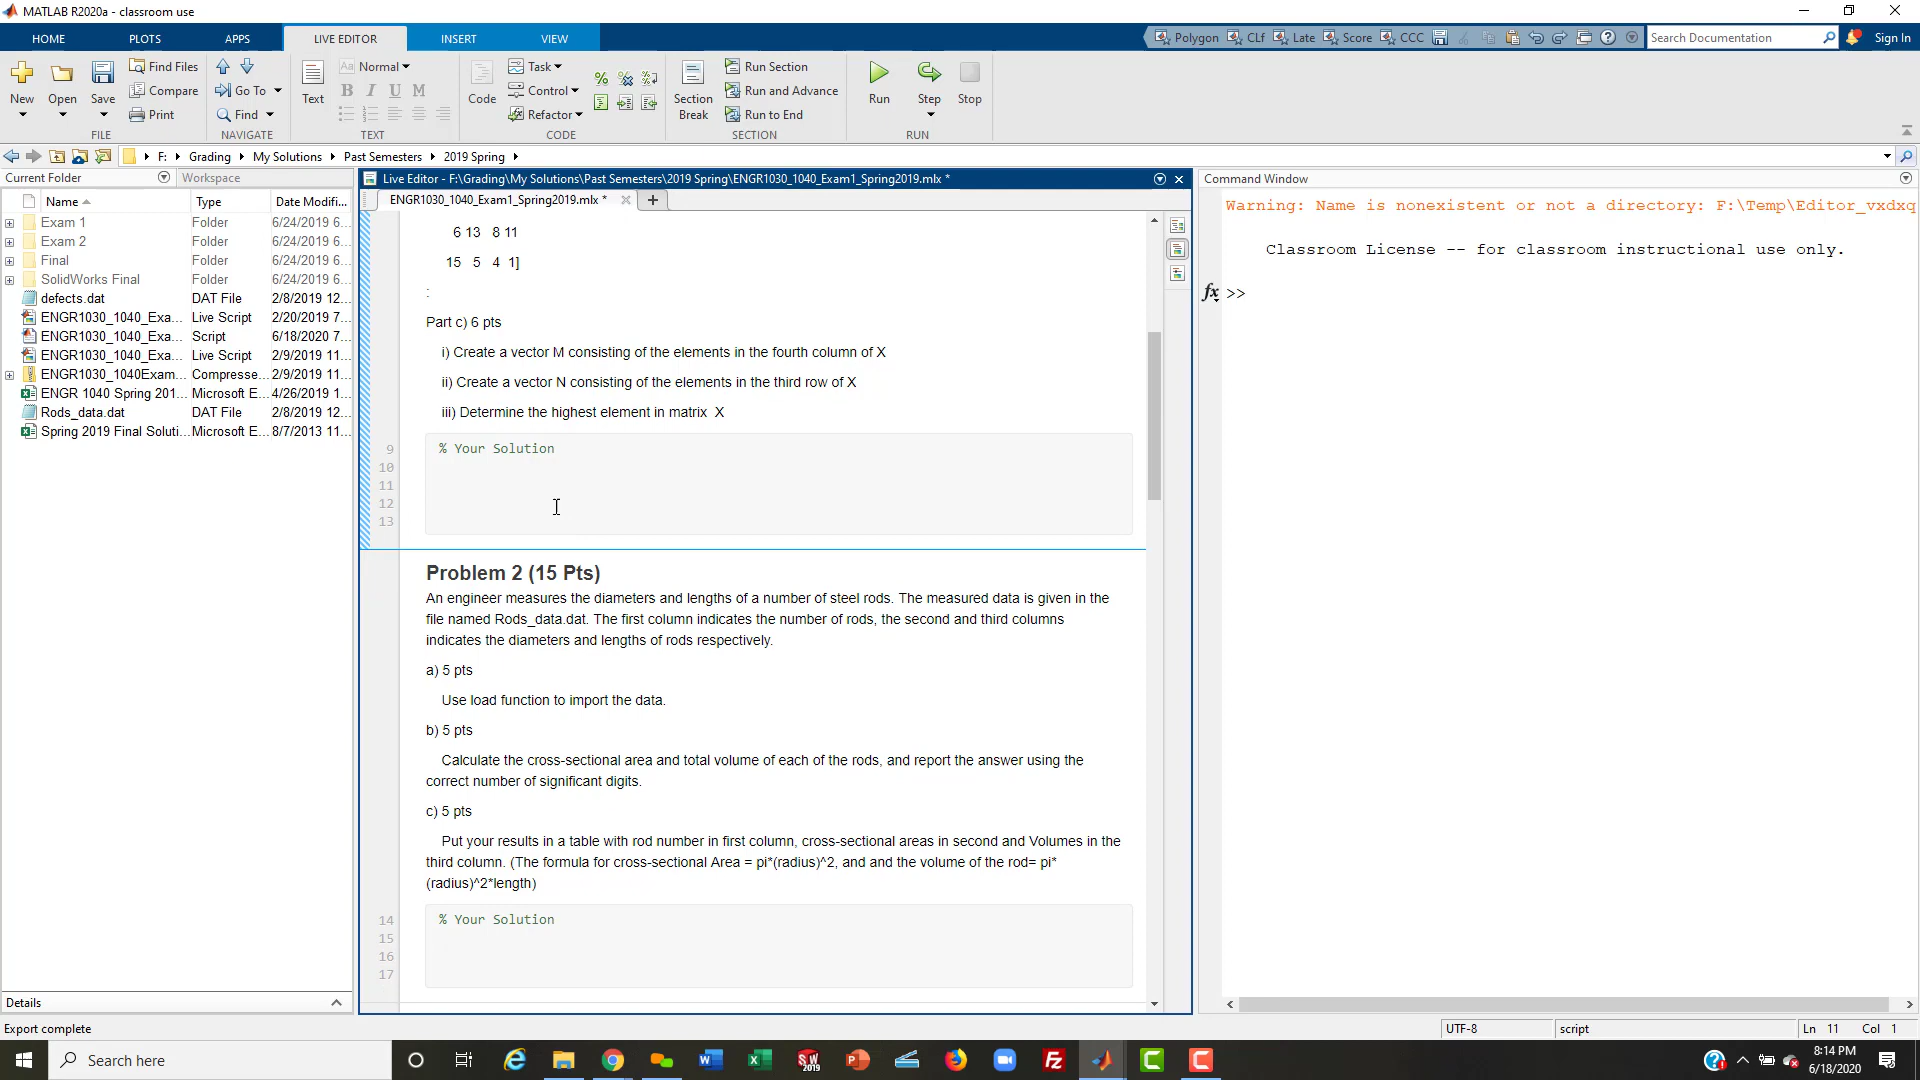 MATLAB R2020a - classroom use
HOME PLOTS APPS LIVE EDITOR INSERT VIEW
Polygon CLf Late Score CCC Search Documentation Sign In
New Open Save
Find Files
Compare
Print
FILE
Go To
Find
NAVIGATE
Text
Aa Normal
B I U M
TEXT
Code
Task
Control
Refactor
CODE
Section Break
Run Section
Run and Advance
Run to End
SECTION
Run Step Stop
RUN
F: Grading My Solutions Past Semesters 2019 Spring
Current Folder Workspace
Name Type Date Modifi...
Exam 1 Folder 6/24/2019 6...
Exam 2 Folder 6/24/2019 6...
Final Folder 6/24/2019 6...
SolidWorks Final Folder 6/24/2019 6...
defects.dat DAT File 2/8/2019 12...
ENGR1030_1040_Exa... Live Script 2/20/2019 7...
ENGR1030_1040_Exa... Script 6/18/2020 7...
ENGR1030_1040_Exa... Live Script 2/9/2019 11...
ENGR1030_1040Exam... Compresse... 2/9/2019 11...
ENGR 1040 Spring 201... Microsoft E... 4/26/2019 1...
Rods_data.dat DAT File 2/8/2019 12...
Spring 2019 Final Soluti... Microsoft E... 8/7/2013 11...
Details
Live Editor - F:\Grading\My Solutions\Past Semesters\2019 Spring\ENGR1030_1040_Exam1_Spring2019.mlx *
ENGR1030_1040_Exam1_Spring2019.mlx *
6 13 8 11
15 5 4 1]
:
Part c) 6 pts
i) Create a vector M consisting of the elements in the fourth column of X
ii) Create a vector N consisting of the elements in the third row of X
iii) Determine the highest element in matrix X
9 % Your Solution
10
11
12
13
Problem 2 (15 Pts)
An engineer measures the diameters and lengths of a number of steel rods. The measured data is given in the
file named Rods_data.dat. The first column indicates the number of rods, the second and third columns
indicates the diameters and lengths of rods respectively.
a) 5 pts
Use load function to import the data.
b) 5 pts
Calculate the cross-sectional area and total volume of each of the rods, and report the answer using the
correct number of significant digits.
c) 5 pts
Put your results in a table with rod number in first column, cross-sectional areas in second and Volumes in the
third column. (The formula for cross-sectional Area = pi*(radius)^2, and and the volume of the rod= pi*
(radius)^2*length)
14 % Your Solution
15
16
17
Command Window
Warning: Name is nonexistent or not a directory: F:\Temp\Editor_vxdxq
Classroom License -- for classroom instructional use only.
fx >>
Export complete
UTF-8 script Ln 11 Col 1
Search here
8:14 PM
6/18/2020